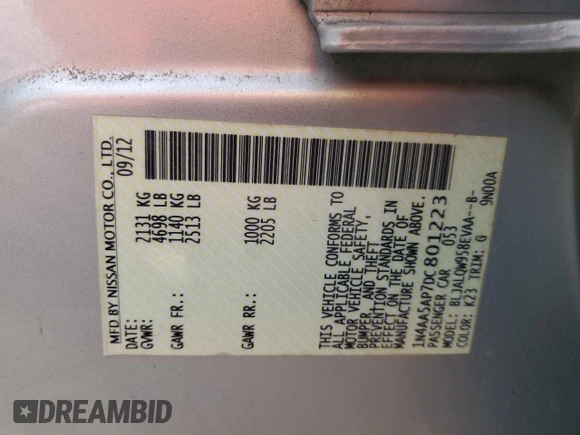 MFD BY NISSAN MOTOR CO., LTD.
DATE: 09/12
GVWR: 2131 KG
4698 LB
GAWR FR: 1140 KG
2513 LB
GAWR RR: 1000 KG
2205 LB
THIS VEHICLE CONFORMS TO
ALL APPLICABLE FEDERAL
MOTOR VEHICLE SAFETY,
BUMPER, AND THEFT
PREVENTION STANDARDS IN
EFFECT ON THE DATE OF
MANUFACTURE SHOWN ABOVE.
1N4AA5AP7DC801223
PASSENGER CAR 053
MODEL: BLJALQW958EVAA--B-
COLOR: K23 TRIM: G 9N00A
DREAMBID